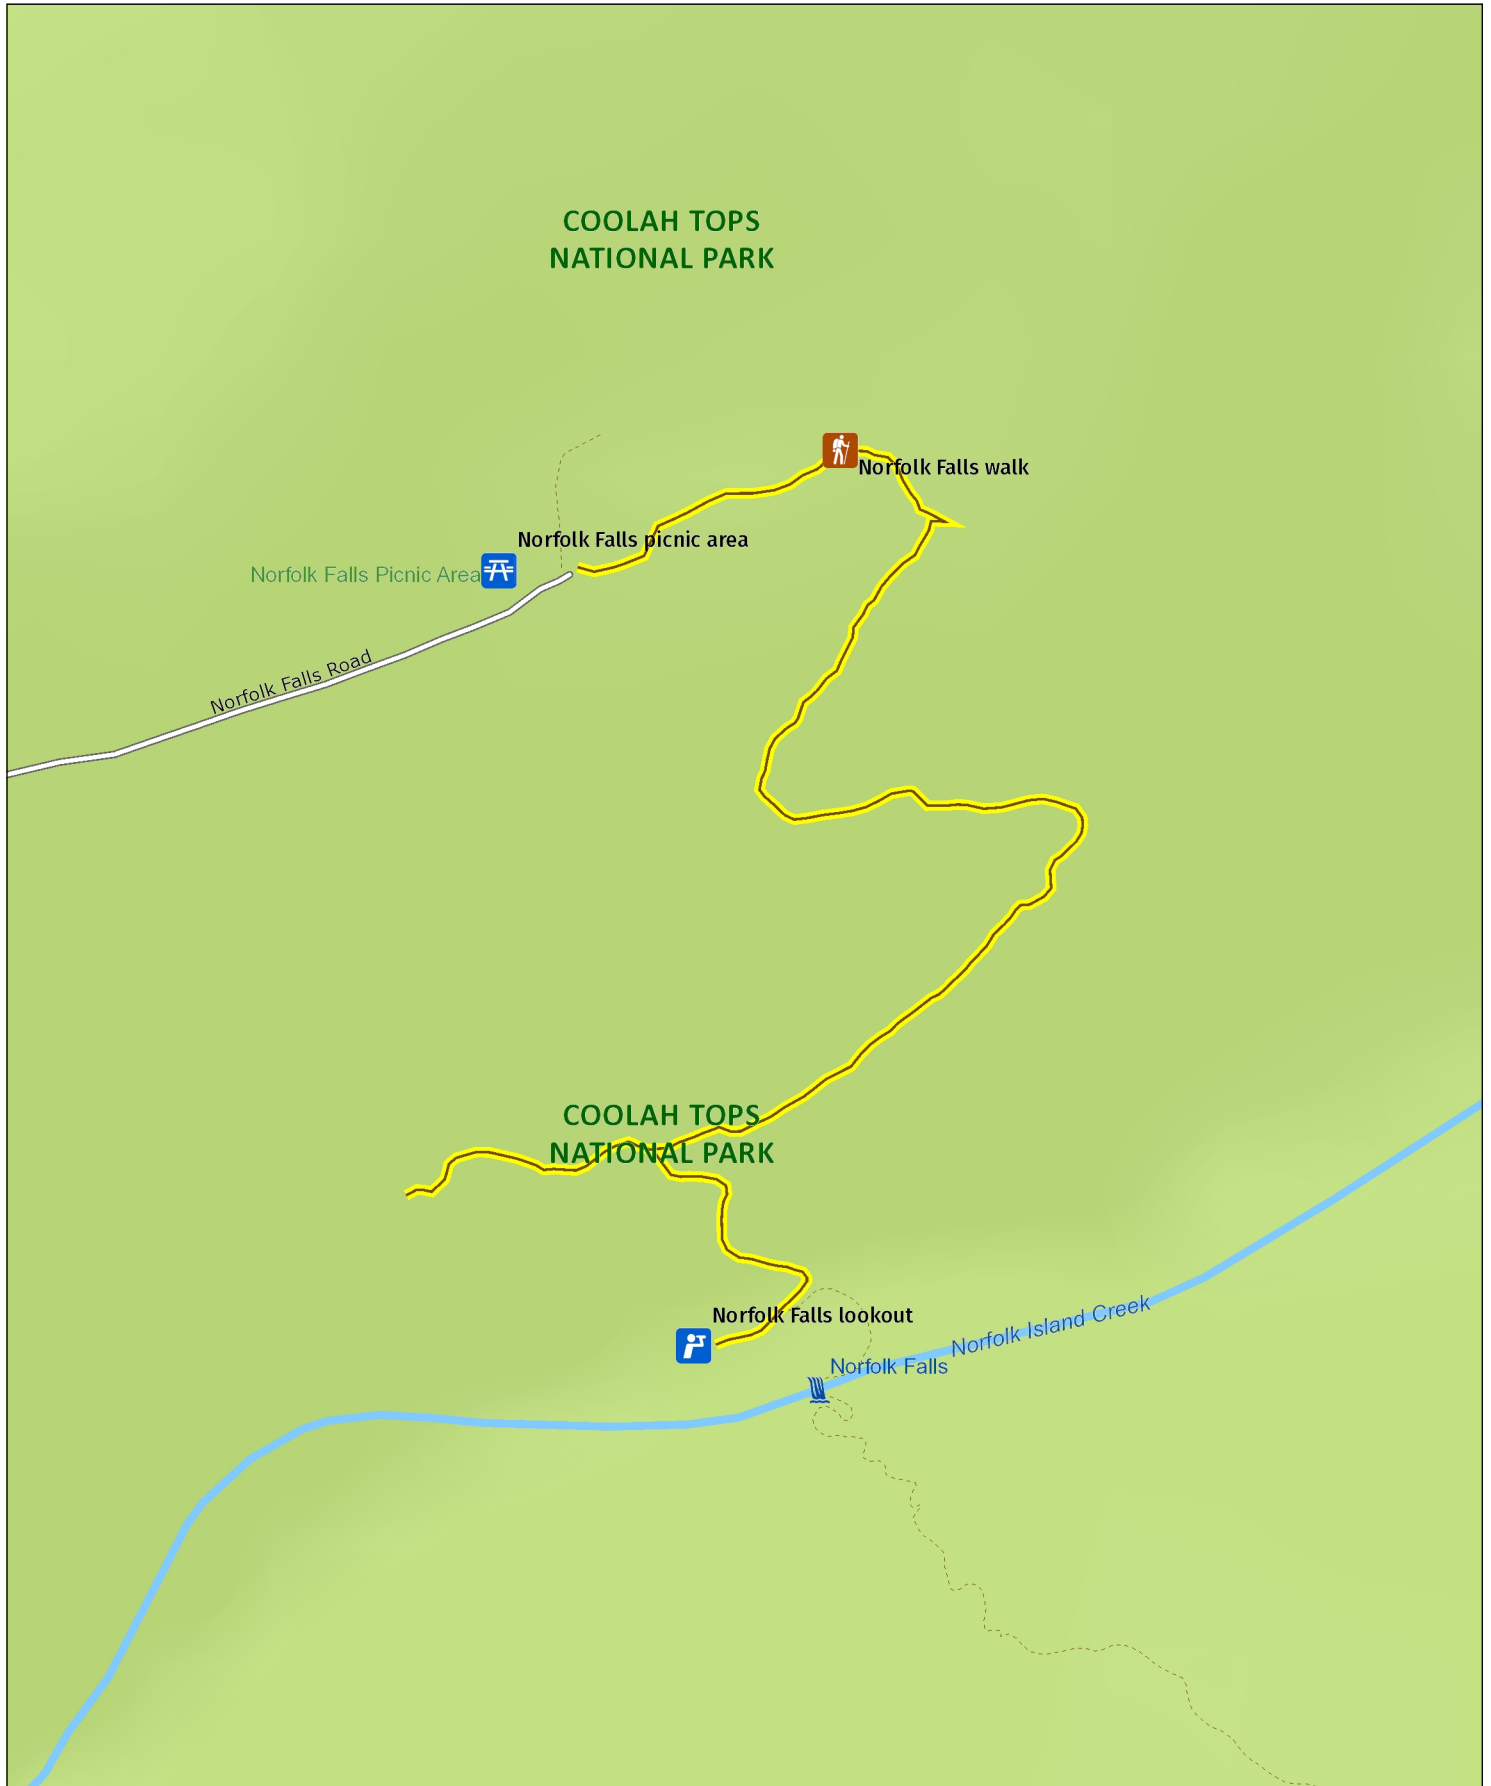 COOLAH TOPS
NATIONAL PARK
Norfolk Falls walk
Norfolk Falls picnic area
Norfolk Falls Picnic Area
Norfolk Falls Road
COOLAH TOPS
NATIONAL PARK
Norfolk Falls lookout
Norfolk Island Creek
Norfolk Falls